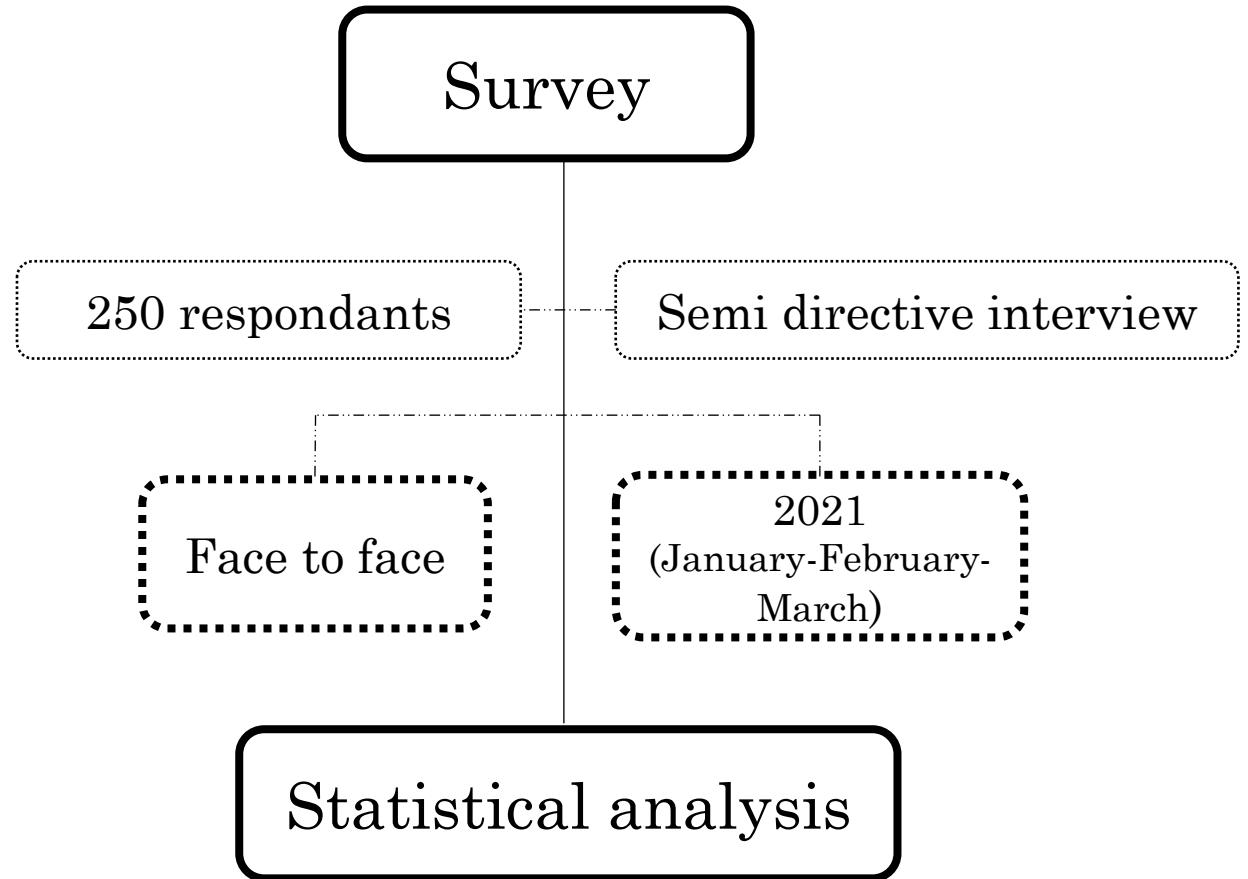 Survey
250 respondants
Semi directive interview
Face to face
2021
(January-February-
March)
Statistical analysis